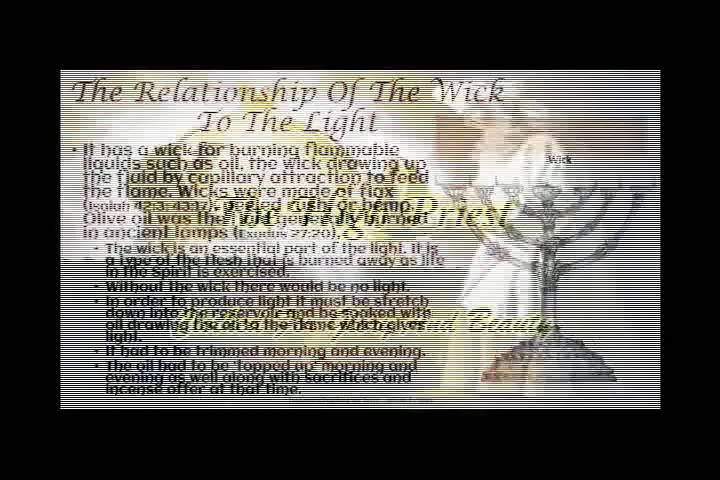 The Relationship Of The Wick
To The Light
• It has a wick for burning flammable
liquids such as oil, the wick drawing up
the fluid by capillary attraction to feed
the flame. Wicks were made of flax
(Isaiah 42:3; 43:17), peeled rush or hemp.
Olive oil was the fuel generally burned
in ancient lamps (Exodus 27:20).
• The wick is an essential part of the light. It is
a type of the flesh that is burned away as life
in the Spirit is exercised.
• Without the wick there would be no light.
• In order to produce light it must be stretch
down into the reservoir and be soaked with
oil drawing the oil to the flame which gives
light.
• It had to be trimmed morning and evening.
• The oil had to be "topped up" morning and
evening as well along with sacrifices and
incense offer at that time.
Wick
The High Priest
and Beauty